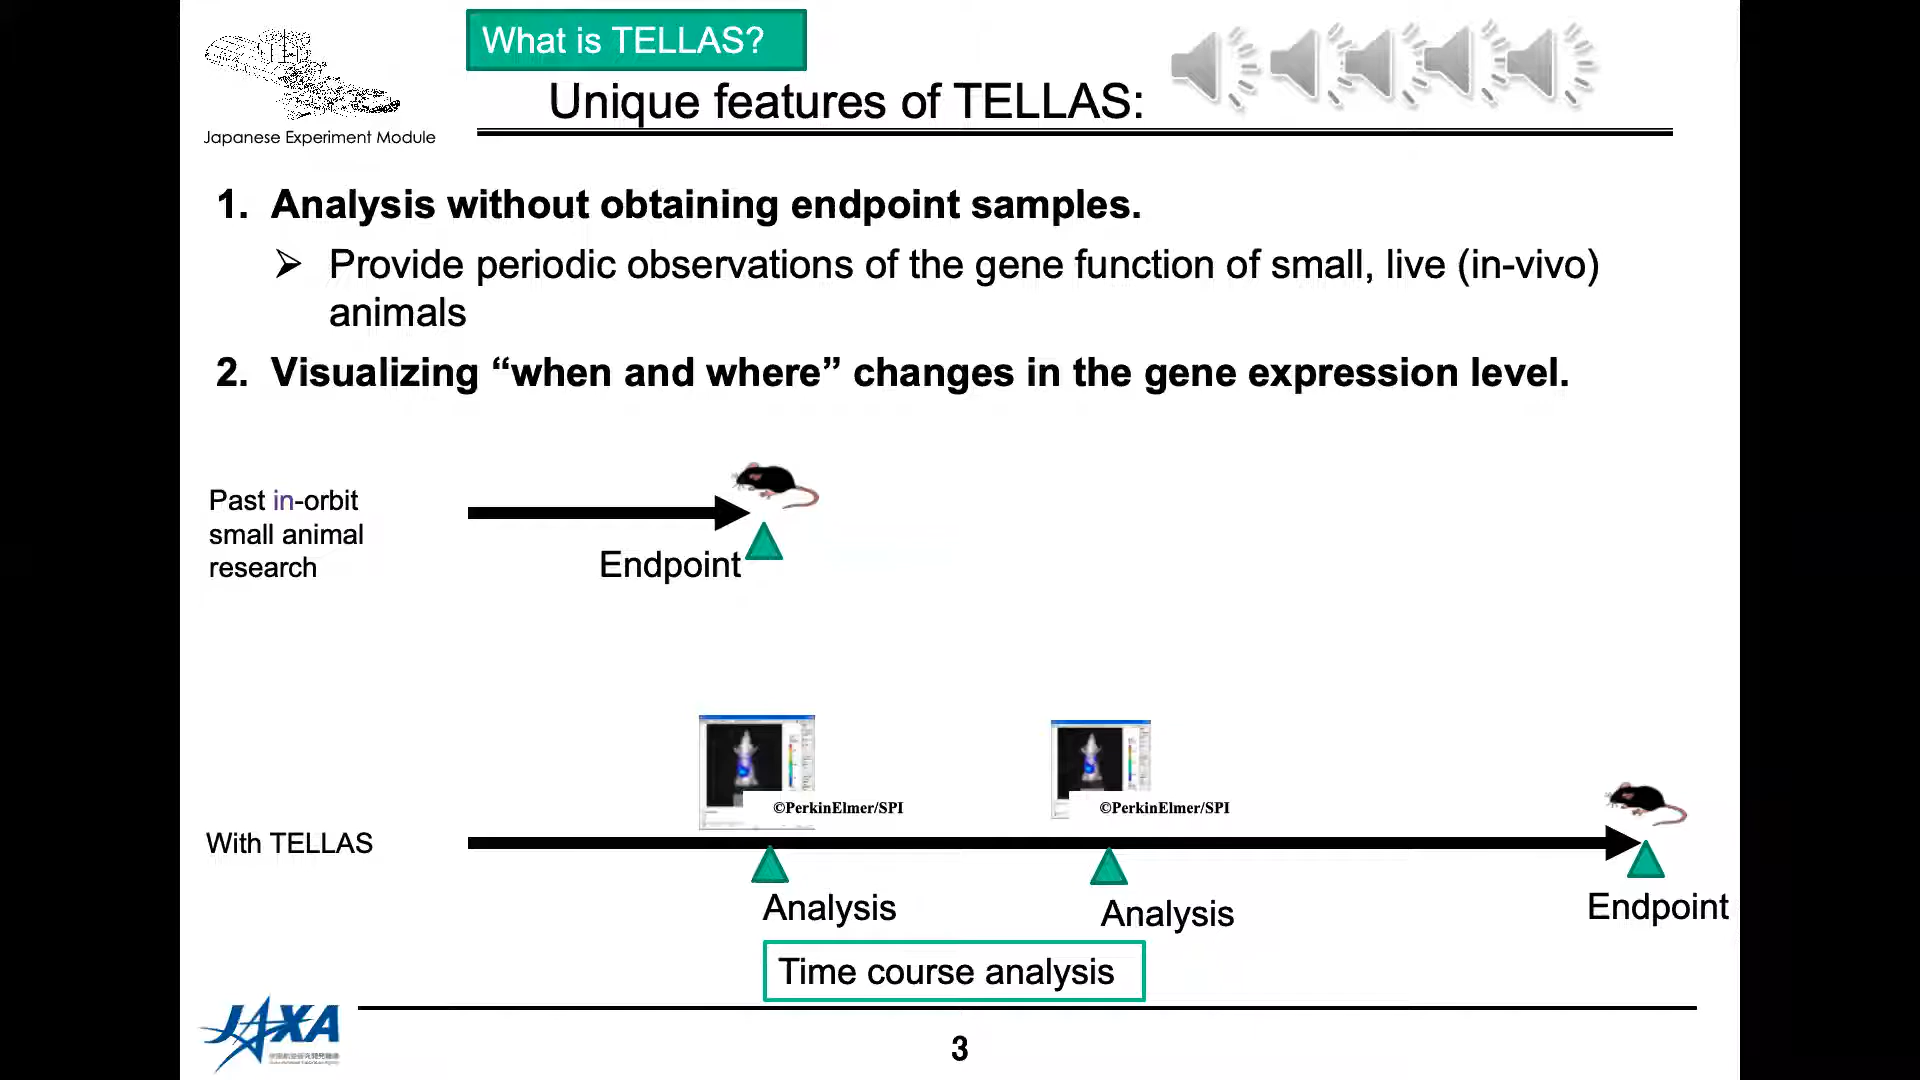 What is TELLAS?
Unique features of TELLAS:
Japanese Experiment Module
1. Analysis without obtaining endpoint samples.
➢ Provide periodic observations of the gene function of small, live (in-vivo)
animals
2. Visualizing “when and where” changes in the gene expression level.
Past in-orbit
small animal
research
Endpoint
©PerkinElmer/SPI
©PerkinElmer/SPI
With TELLAS
Analysis
Analysis
Endpoint
Time course analysis
JAXA
3